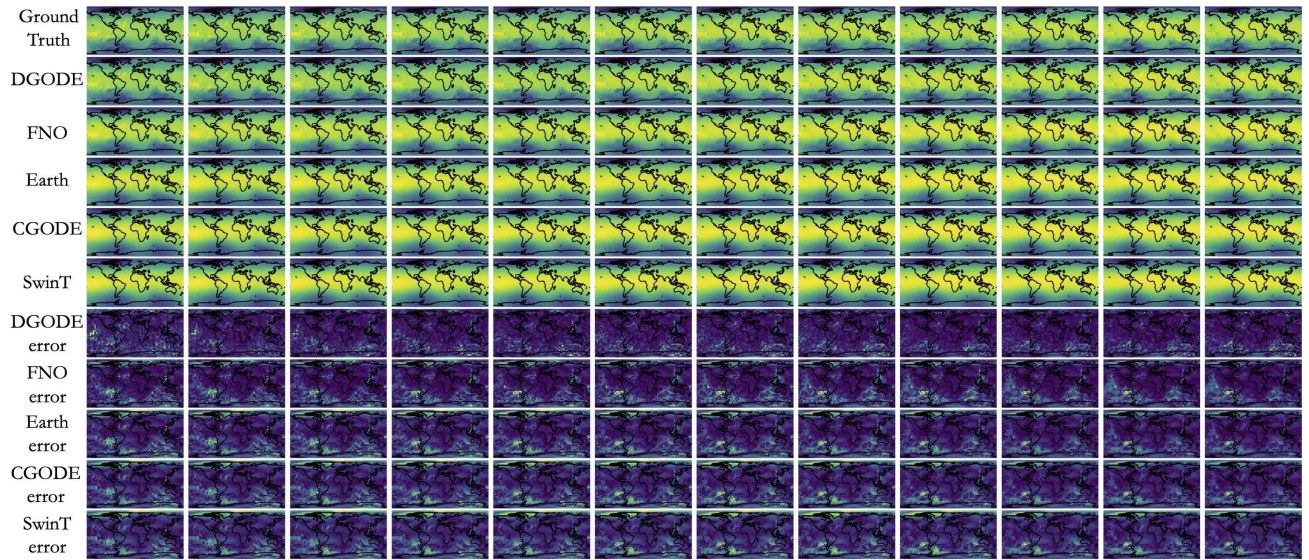 Ground
Truth
DGODE
FNO
Earth
CGODE
SwinT
DGODE
error
FNO
error
Earth
error
CGODE
error
SwinT
error